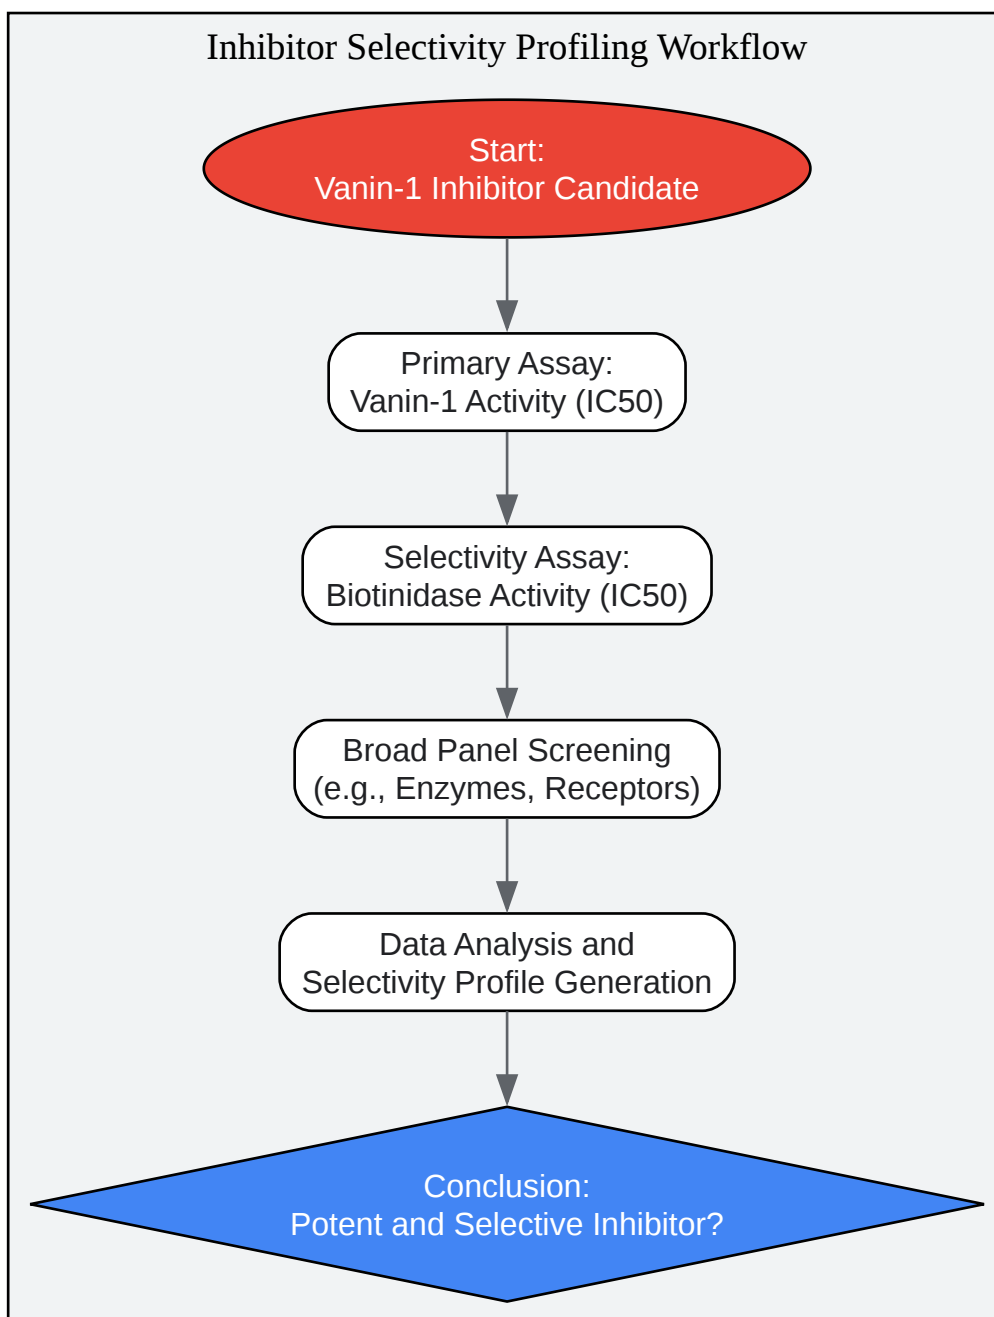 Inhibitor Selectivity Profiling Workflow
Start:
Vanin-1 Inhibitor Candidate
Primary Assay:
Vanin-1 Activity (IC50)
Selectivity Assay:
Biotinidase Activity (IC50)
Broad Panel Screening
(e.g., Enzymes, Receptors)
Data Analysis and
Selectivity Profile Generation
Conclusion:
Potent and Selective Inhibitor?